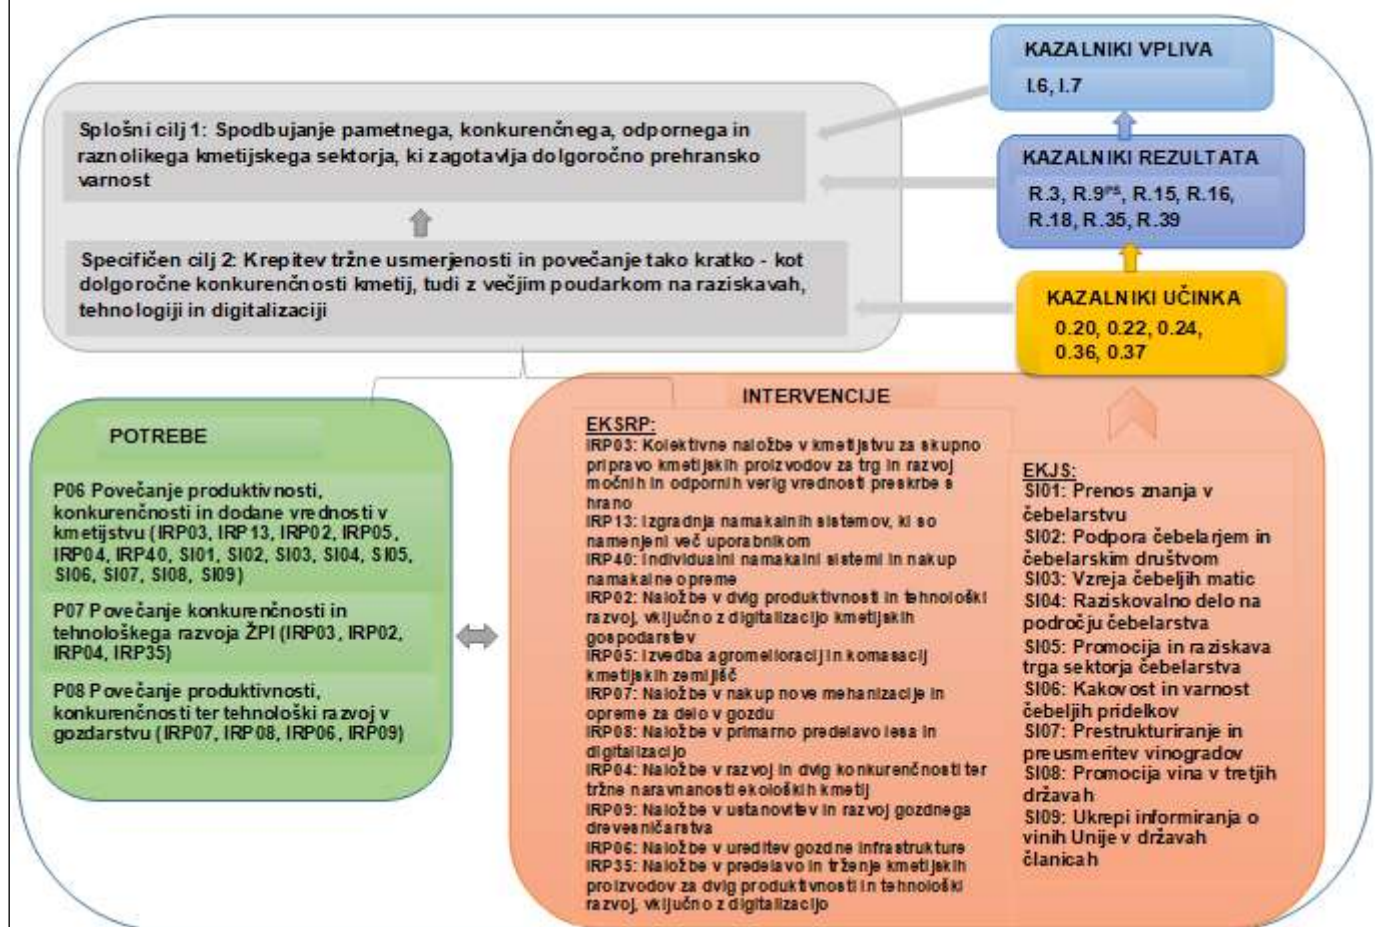 KAZALNIKI VPLIVA
I.6, I.7
Splošni cilj 1: Spodbujanje pametnega, konkurenčnega, odpornega in
raznolikega kmetijskega sektorja, ki zagotavlja dolgoročno prehransko
varnost
KAZALNIKI REZULTATA
R.3, R.9PS, R.15, R.16,
R.18, R.35, R.39
Specifičen cilj 2: Krepitev tržne usmerjenosti in povečanje tako kratko - kot
dolgoročne konkurenčnosti kmetij, tudi z večjim poudarkom na raziskavah,
tehnologiji in digitalizaciji
KAZALNIKI UČINKA
0.20, 0.22, 0.24,
0.36, 0.37
POTREBE
P06 Povečanje produktivnosti,
konkurenčnosti in dodane vrednosti v
kmetijstvu (IRP03, IRP13, IRP02, IRP05,
IRP04, IRP40, SI01, SI02, SI03, SI04, SI05,
SI06, SI07, SI08, SI09)
P07 Povečanje konkurenčnosti in
tehnološkega razvoja ŽPI (IRP03, IRP02,
IRP04, IRP35)
P08 Povečanje produktivnosti,
konkurenčnosti ter tehnološki razvoj v
gozdarstvu (IRP07, IRP08, IRP06, IRP09)
INTERVENCIJE
EKSRP:
IRP03: Kolektivne naložbe v kmetijstvu za skupno
pripravo kmetijskih proizvodov za trg in razvoj
močnih in odpornih verig vrednosti preskrbe s
hrano
IRP13: Izgradnja namakalnih sistemov, ki so
namenjeni več uporabnikom
IRP40: Individualni namakalni sistemi in nakup
namakalne opreme
IRP02: Naložbe v dvig produktivnosti in tehnološki
razvoj, vključno z digitalizacijo kmetijskih
gospodarstev
IRP05: Izvedba agromelioracij in komasacij
kmetijskih zemljišč
IRP07: Naložbe v nakup nove mehanizacije in
opreme za delo v gozdu
IRP08: Naložbe v primarno predelavo lesa in
digitalizacijo
IRP04: Naložbe v razvoj in dvig konkurenčnosti ter
tržne naravnanosti ekoloških kmetij
IRP09: Naložbe v ustanovitev in razvoj gozdnega
drevesničarstva
IRP06: Naložbe v ureditev gozdne infrastrukture
IRP35: Naložbe v predelavo in trženje kmetijskih
proizvodov za dvig produktivnosti in tehnološki
razvoj, vključno z digitalizacijo
EKJS:
SI01: Prenos znanja v
čebelarstvu
SI02: Podpora čebelarjem in
čebelarskim društvom
SI03: Vzreja čebeljih matic
SI04: Raziskovalno delo na
področju čebelarstva
SI05: Promocija in raziskava
trga sektorja čebelarstva
SI06: Kakovost in varnost
čebeljih pridelkov
SI07: Prestrukturiranje in
preusmeritev vinogradov
SI08: Promocija vina v tretjih
državah
SI09: Ukrepi informiranja o
vinih Unije v državah
članicah